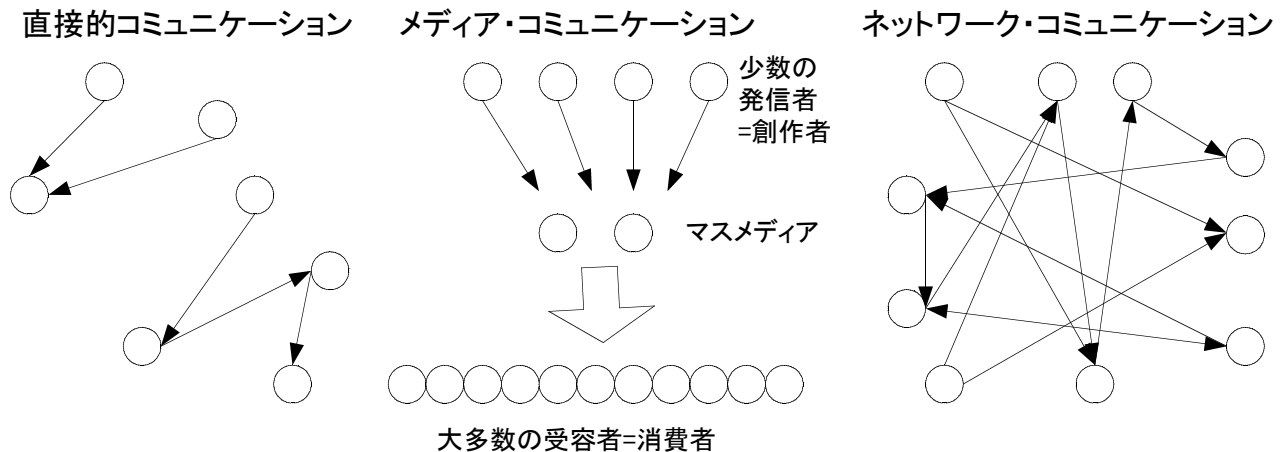 直接的コミュニケーション
メディア・コミュニケーション
ネットワーク・コミュニケーション
少数の
発信者
=創作者
マスメディア
大多数の受容者=消費者